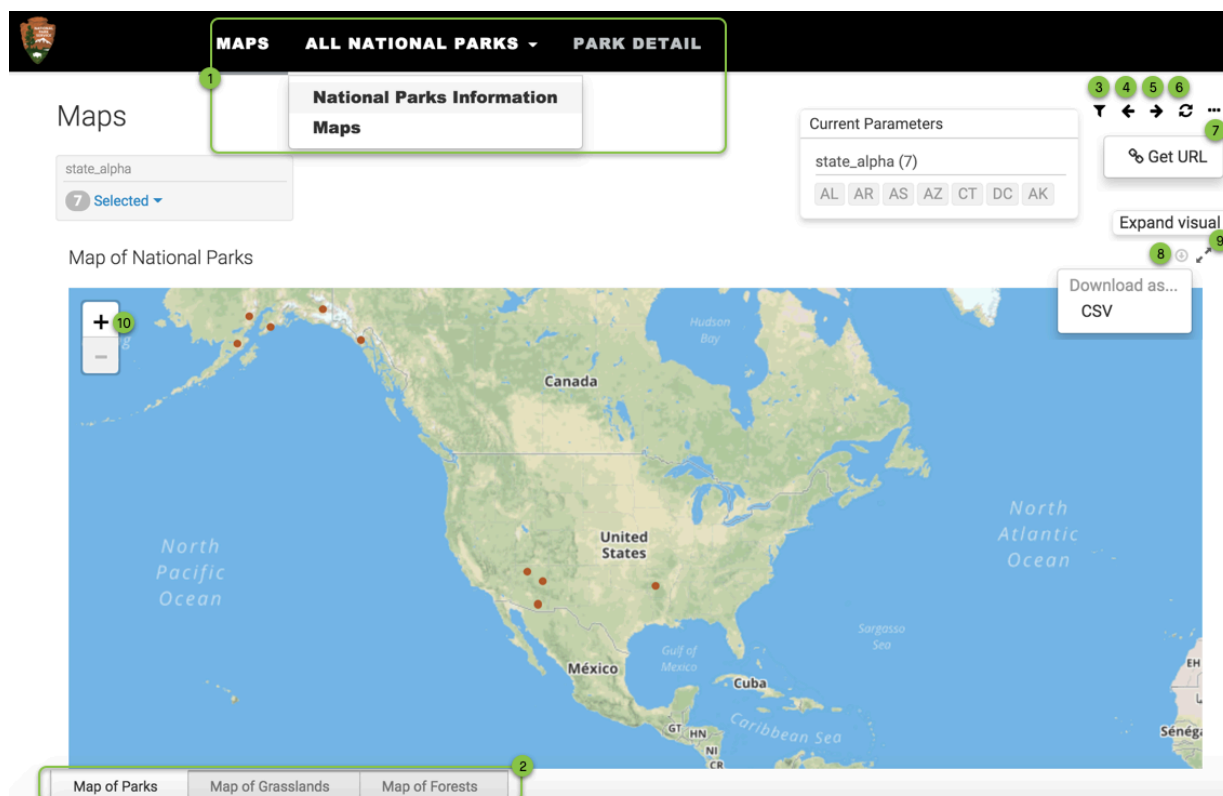 MAPS ALL NATIONAL PARKS PARK DETAIL
1
National Parks Information
Maps
3 4 5 6
Maps
Current Parameters
7
Get URL
state_alpha
state_alpha (7)
7 Selected
AL AR AS AZ CT DC AK
Expand visual
9
8
Map of National Parks
Download as...
CSV
+ 10
−
Hudson
Bay
Canada
North
Atlantic
Ocean
United
States
North
Pacific
Ocean
Sargasso
Sea
Gulf of
Mexico
México
Cuba
EH
Caribbean Sea
GT HN
NI
CR
Sénég
2
Map of Parks Map of Grasslands Map of Forests